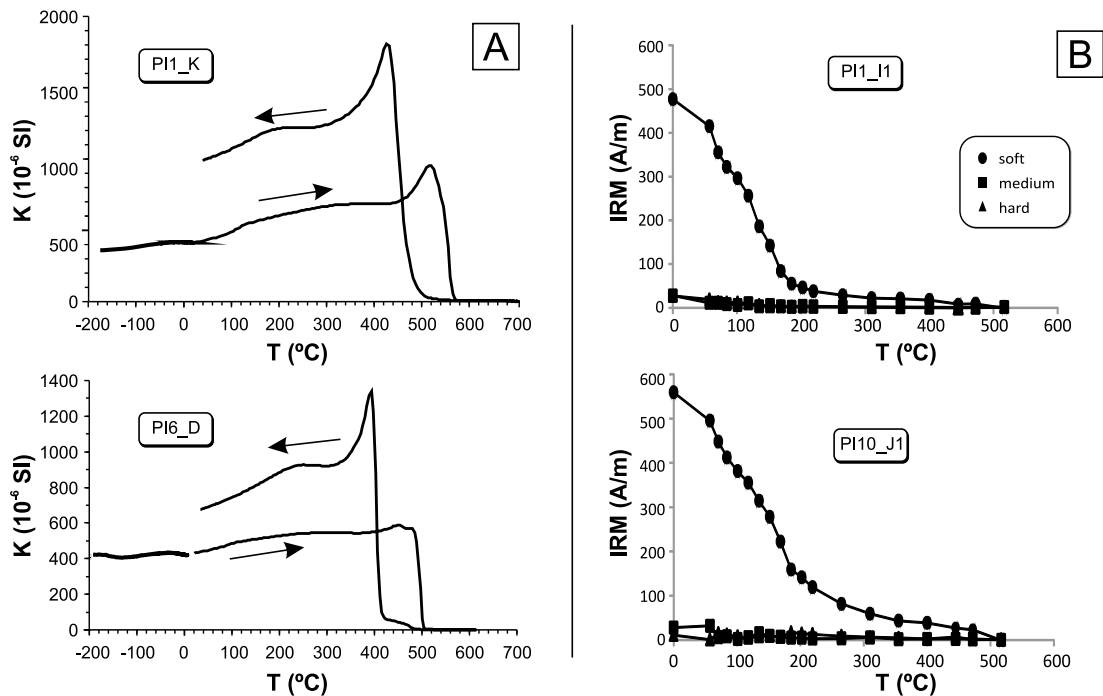 A
PI1_K
K (10⁻⁶ SI)
2000
1500
1000
500
0
-200 -100 0 100 200 300 400 500 600 700
T (ºC)
PI6_D
K (10⁻⁶ SI)
1400
1200
1000
800
600
400
200
0
-200 -100 0 100 200 300 400 500 600 700
T (ºC)
B
PI1_I1
IRM (A/m)
600
500
400
300
200
100
0
0 100 200 300 400 500 600
T (ºC)
soft
medium
hard
PI10_J1
IRM (A/m)
600
500
400
300
200
100
0
0 100 200 300 400 500 600
T (ºC)